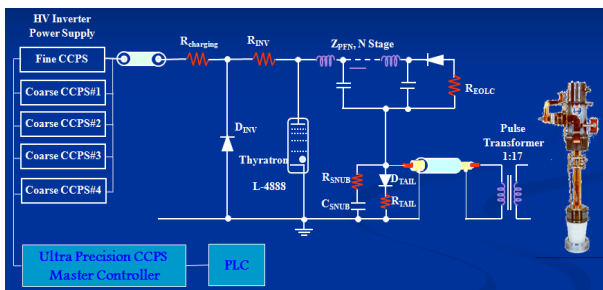 HV Inverter
Power Supply
Fine CCPS
Coarse CCPS#1
Coarse CCPS#2
Coarse CCPS#3
Coarse CCPS#4
Rcharging
RINV
ZPFN, N Stage
REOLC
DINV
Thyratron
L-4888
RSNUB
CSNUB
DTAIL
RTAIL
Pulse
Transformer
1:17
Ultra Precision CCPS
Master Controller
PLC